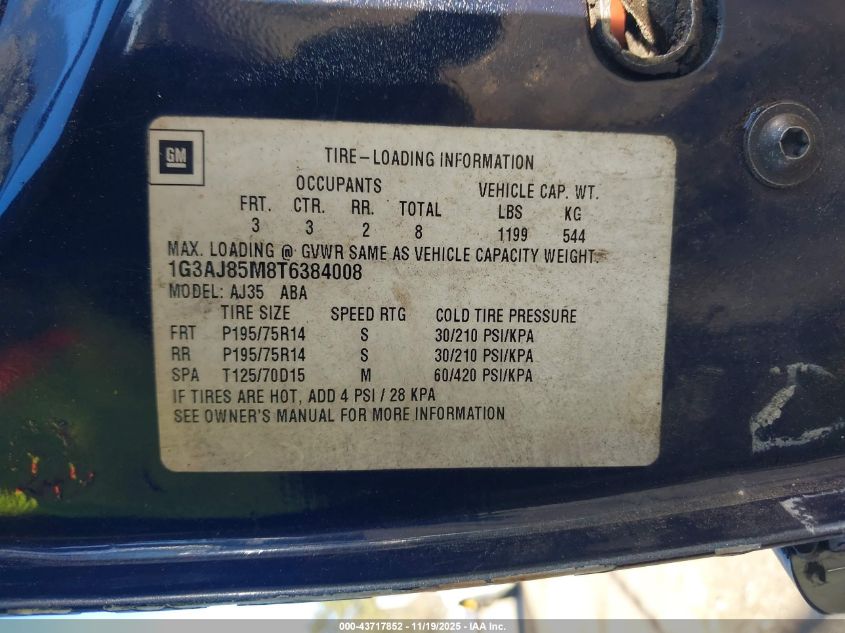 GM
TIRE-LOADING INFORMATION
OCCUPANTS VEHICLE CAP. WT.
FRT. CTR. RR. TOTAL LBS KG
3 3 2 8 1199 544
MAX. LOADING @ GVWR SAME AS VEHICLE CAPACITY WEIGHT.
1G3AJ85M8T6384008
MODEL: AJ35 ABA
TIRE SIZE SPEED RTG COLD TIRE PRESSURE
FRT P195/75R14 S 30/210 PSI/KPA
RR P195/75R14 S 30/210 PSI/KPA
SPA T125/70D15 M 60/420 PSI/KPA
IF TIRES ARE HOT, ADD 4 PSI / 28 KPA
SEE OWNER'S MANUAL FOR MORE INFORMATION
000-43717852 - 11/19/2025 - IAA Inc.